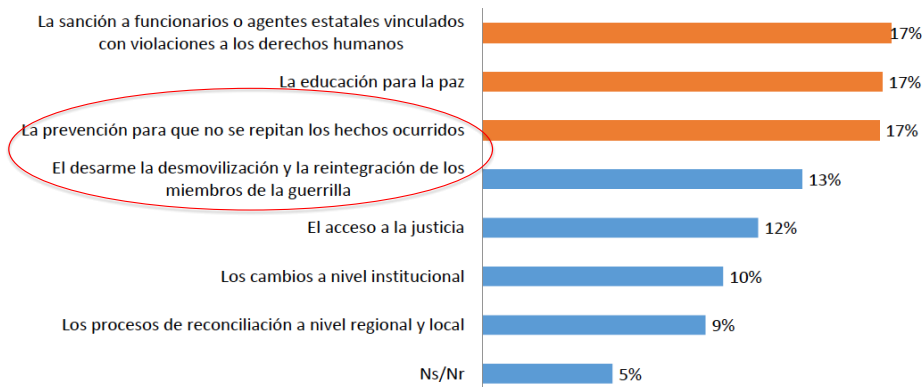 La sanción a funcionarios o agentes estatales vinculados
con violaciones a los derechos humanos
17%
La educación para la paz
17%
La prevención para que no se repitan los hechos ocurridos
17%
El desarme la desmovilización y la reintegración de los
miembros de la guerrilla
13%
El acceso a la justicia
12%
Los cambios a nivel institucional
10%
Los procesos de reconciliación a nivel regional y local
9%
Ns/Nr
5%